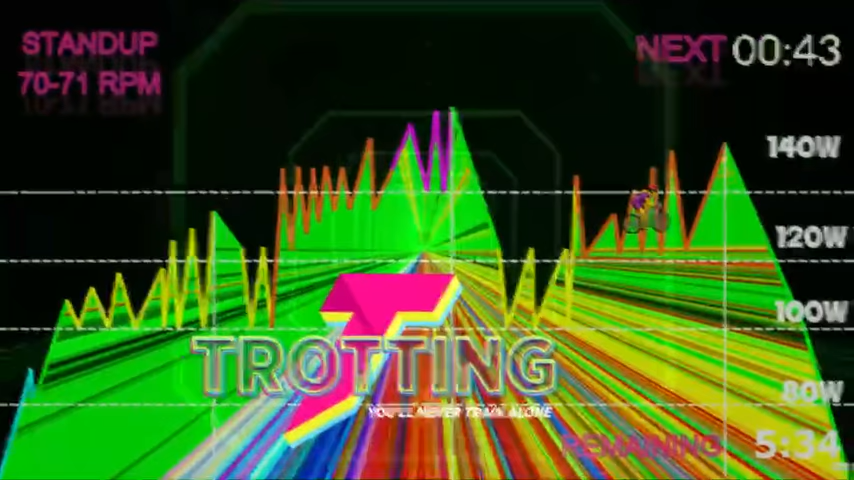 STANDUP
70-71 RPM
NEXT 00:43
140W
120W
100W
80W
T
TROTTING
YOU'LL NEVER TRAIN ALONE
REMAINING 5:34